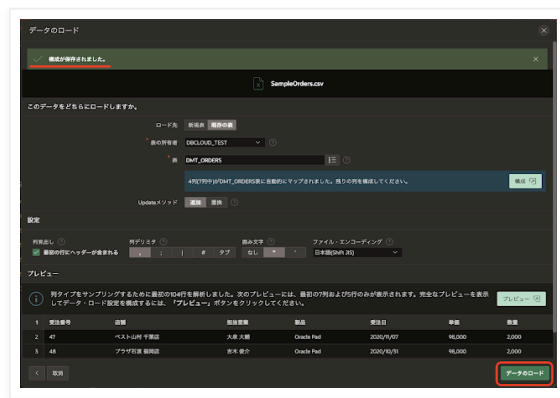 データのロード
構成が保存されました。
SampleOrders.csv
このデータをどちらにロードしますか。
ロード先 新規表 既存の表
* 表の所有者 DBCLOUD_TEST
* 表 DMT_ORDERS
4列(7列中)がDMT_ORDERS表に自動的にマップされました。残りの列を構成してください。 構成
Updateメソッド 追加 置換
設定
列見出し 列デリミタ 囲み文字 ファイル・エンコーディング
最初の行にヘッダーが含まれる , ; | # タブ なし " ' 日本語(Shift JIS)
プレビュー
列タイプをサンプリングするために最初の104行を解析しました。次のプレビューには、最初の7列および5行のみが表示されます。完全なプレビューを表示してデータ・ロード設定を構成するには、「プレビュー」ボタンをクリックしてください。 プレビュー
1 受注番号 店舗 担当営業 製品 受注日 単価 数量
2 47 ベスト山村 千葉店 大泉 大輔 Oracle Pad 2020/11/07 98,000 2,000
3 48 プラザ石渡 福岡店 吉木 俊介 Oracle Pad 2020/10/31 98,000 2,000
取消 データのロード